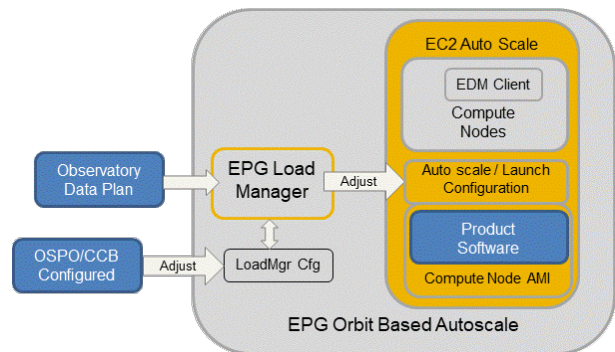 EC2 Auto Scale
EDM Client
Compute
Nodes
Observatory
Data Plan
EPG Load
Manager
Adjust
Auto scale / Launch
Configuration
Product
Software
OSPO/CCB
Configured
Adjust
LoadMgr Cfg
Compute Node AMI
EPG Orbit Based Autoscale